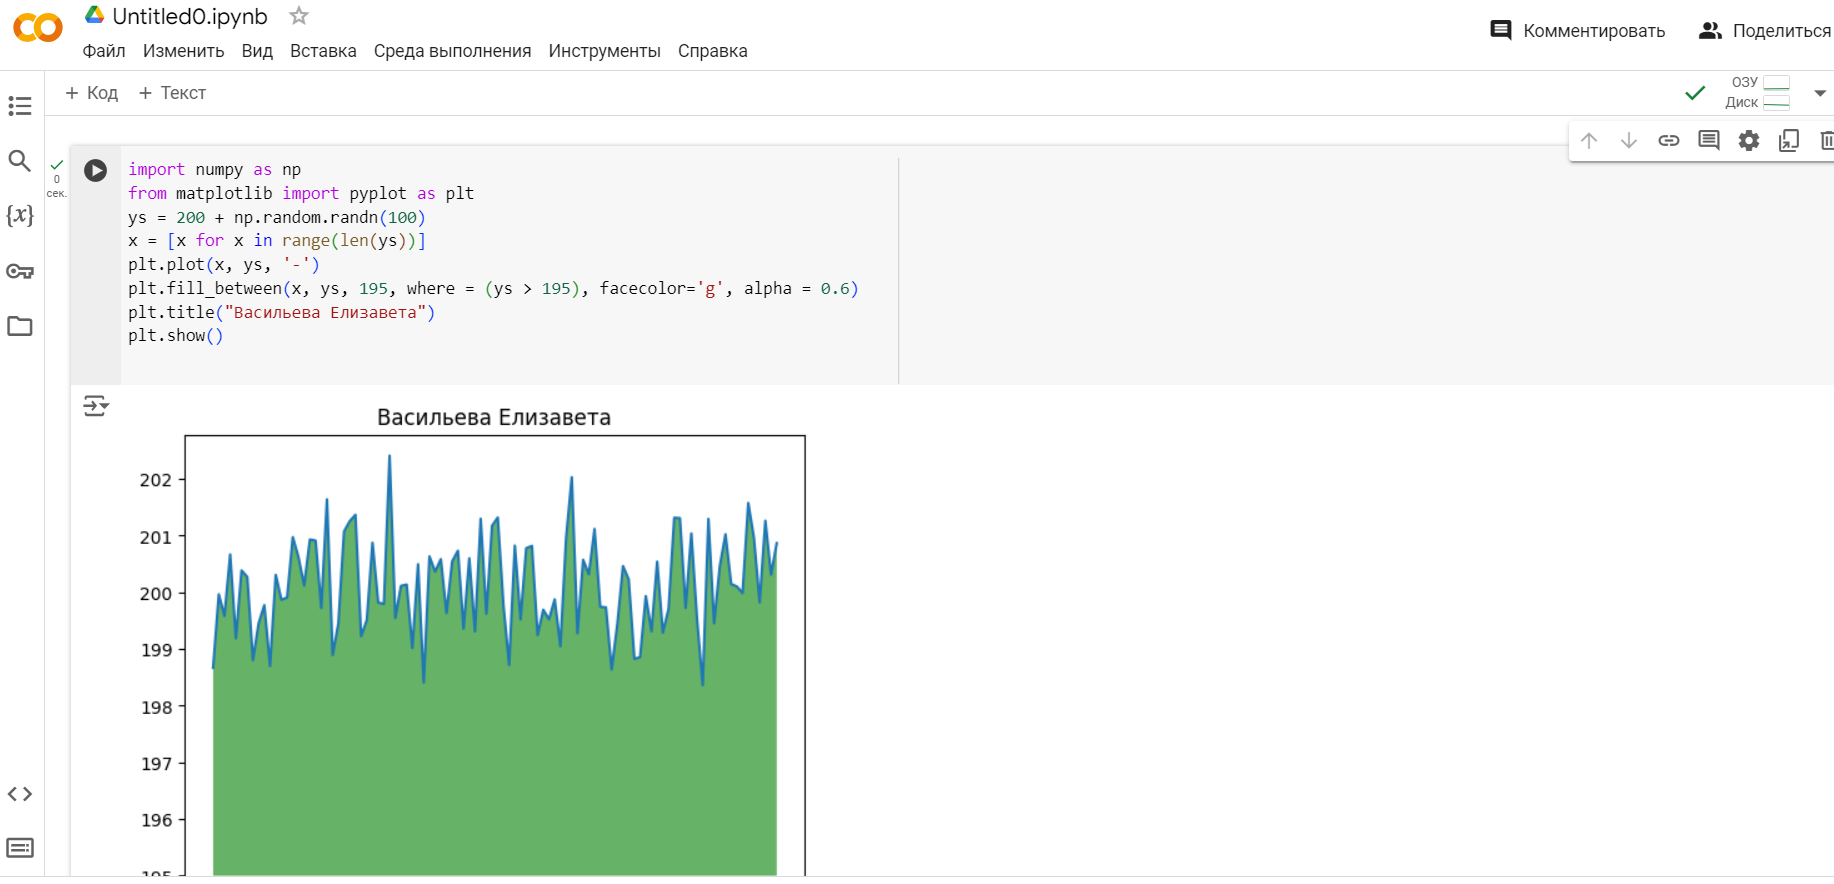 Untitled0.ipynb
Файл Изменить Вид Вставка Среда выполнения Инструменты Справка
Комментировать Поделиться
+ Код + Текст
ОЗУ
Диск
0
сек.
{x}
import numpy as np
from matplotlib import pyplot as plt
ys = 200 + np.random.randn(100)
x = [x for x in range(len(ys))]
plt.plot(x, ys, '-')
plt.fill_between(x, ys, 195, where = (ys > 195), facecolor='g', alpha = 0.6)
plt.title("Васильева Елизавета")
plt.show()
Васильева Елизавета
202
201
200
199
198
197
196
195